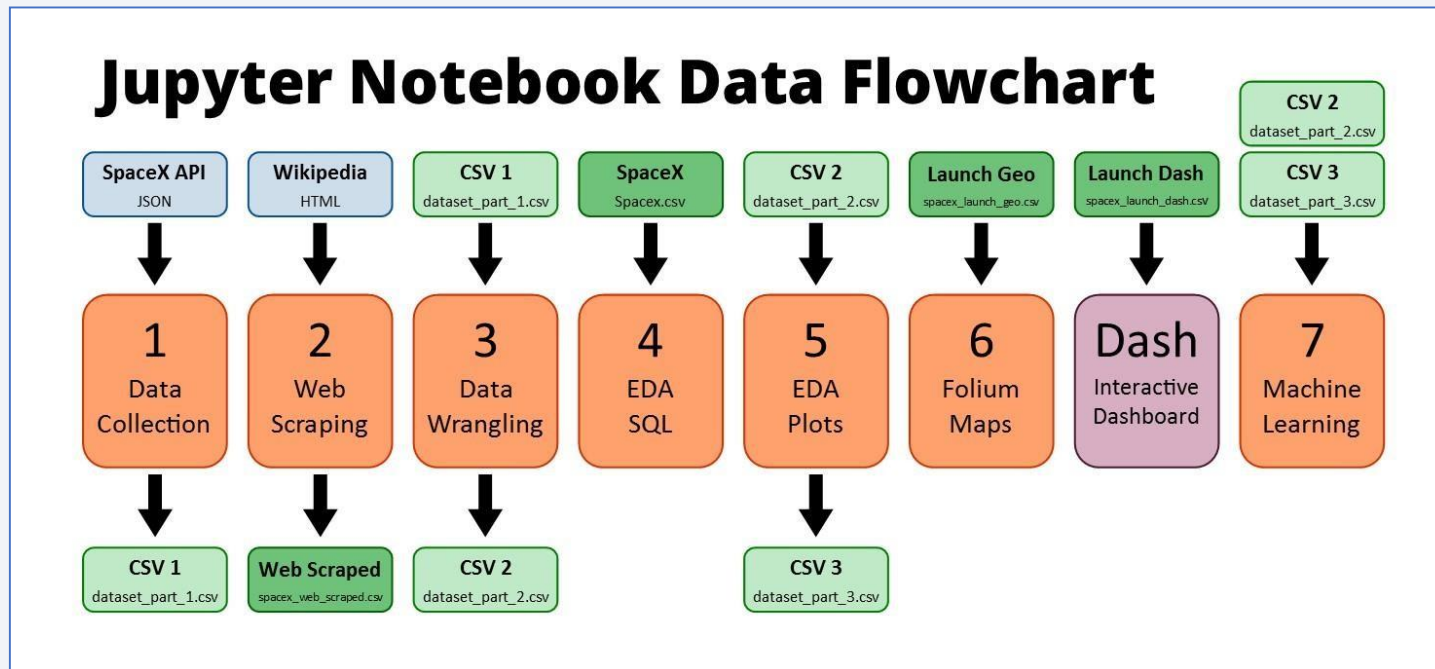 Jupyter Notebook Data Flowchart
CSV 2
dataset_part_2.csv
SpaceX API
JSON
Wikipedia
HTML
CSV 1
dataset_part_1.csv
SpaceX
Spacex.csv
CSV 2
dataset_part_2.csv
Launch Geo
spacex_launch_geo.csv
Launch Dash
spacex_launch_dash.csv
CSV 3
dataset_part_3.csv
1
Data
Collection
2
Web
Scraping
3
Data
Wrangling
4
EDA
SQL
5
EDA
Plots
6
Folium
Maps
Dash
Interactive
Dashboard
7
Machine
Learning
CSV 1
dataset_part_1.csv
Web Scraped
spacex_web_scraped.csv
CSV 2
dataset_part_2.csv
CSV 3
dataset_part_3.csv